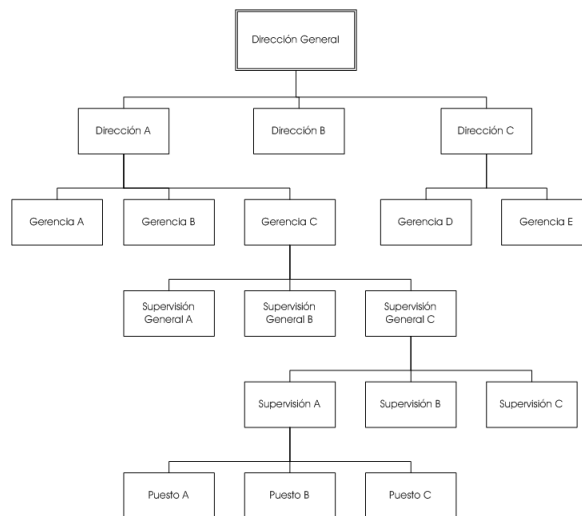 Dirección General
Dirección A
Dirección B
Dirección C
Gerencia A
Gerencia B
Gerencia C
Gerencia D
Gerencia E
Supervisión
General A
Supervisión
General B
Supervisión
General C
Supervisión A
Supervisión B
Supervisión C
Puesto A
Puesto B
Puesto C